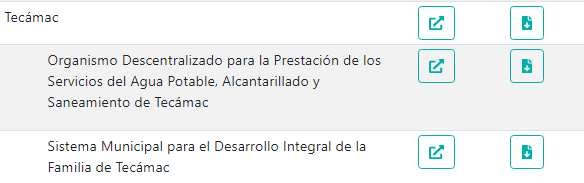 Tecámac
Organismo Descentralizado para la Prestación de los
Servicios del Agua Potable, Alcantarillado y
Saneamiento de Tecámac
Sistema Municipal para el Desarrollo Integral de la
Familia de Tecámac